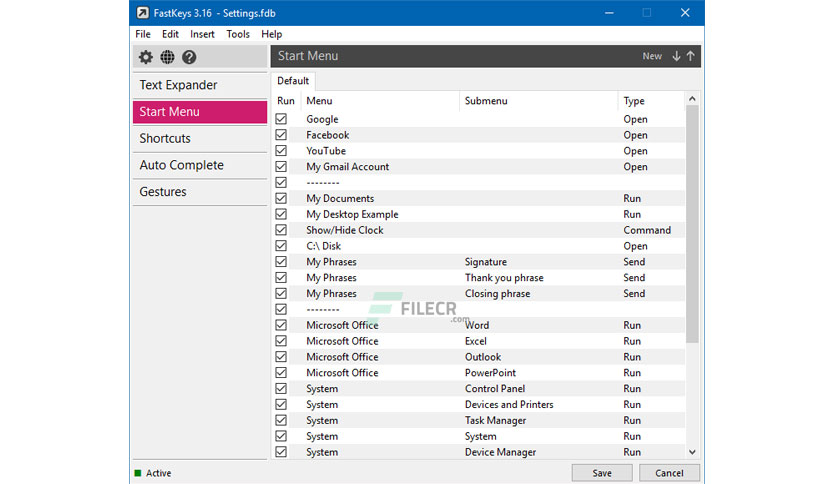 FastKeys 3.16 - Settings.fdb
File Edit Insert Tools Help
Start Menu New
Text Expander
Start Menu
Shortcuts
Auto Complete
Gestures
Default
Run Menu Submenu Type
Google Open
Facebook Open
YouTube Open
My Gmail Account Open
--------
My Documents Run
My Desktop Example Run
Show/Hide Clock Command
C:\ Disk Open
My Phrases Signature Send
My Phrases Thank you phrase Send
My Phrases Closing phrase Send
--------
FILECR
.com
Microsoft Office Word Run
Microsoft Office Excel Run
Microsoft Office Outlook Run
Microsoft Office PowerPoint Run
System Control Panel Run
System Devices and Printers Run
System Task Manager Run
System System Run
System Device Manager Run
Active Save Cancel